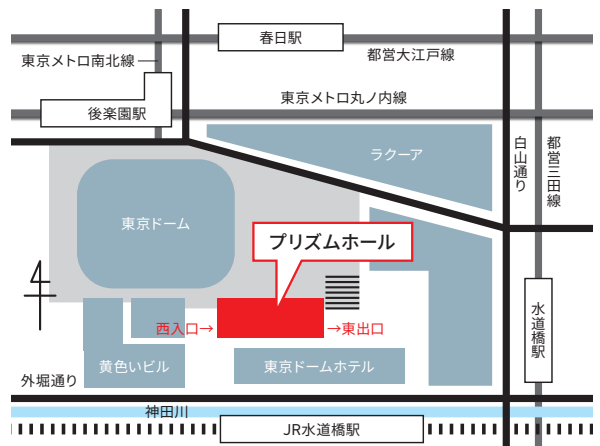 春日駅
都営大江戸線
東京メトロ南北線
東京メトロ丸ノ内線
後楽園駅
ラクーア
白山通り
都営三田線
東京ドーム
プリズムホール
水道橋駅
西入口→
→東出口
黄色いビル
東京ドームホテル
外堀通り
神田川
JR水道橋駅